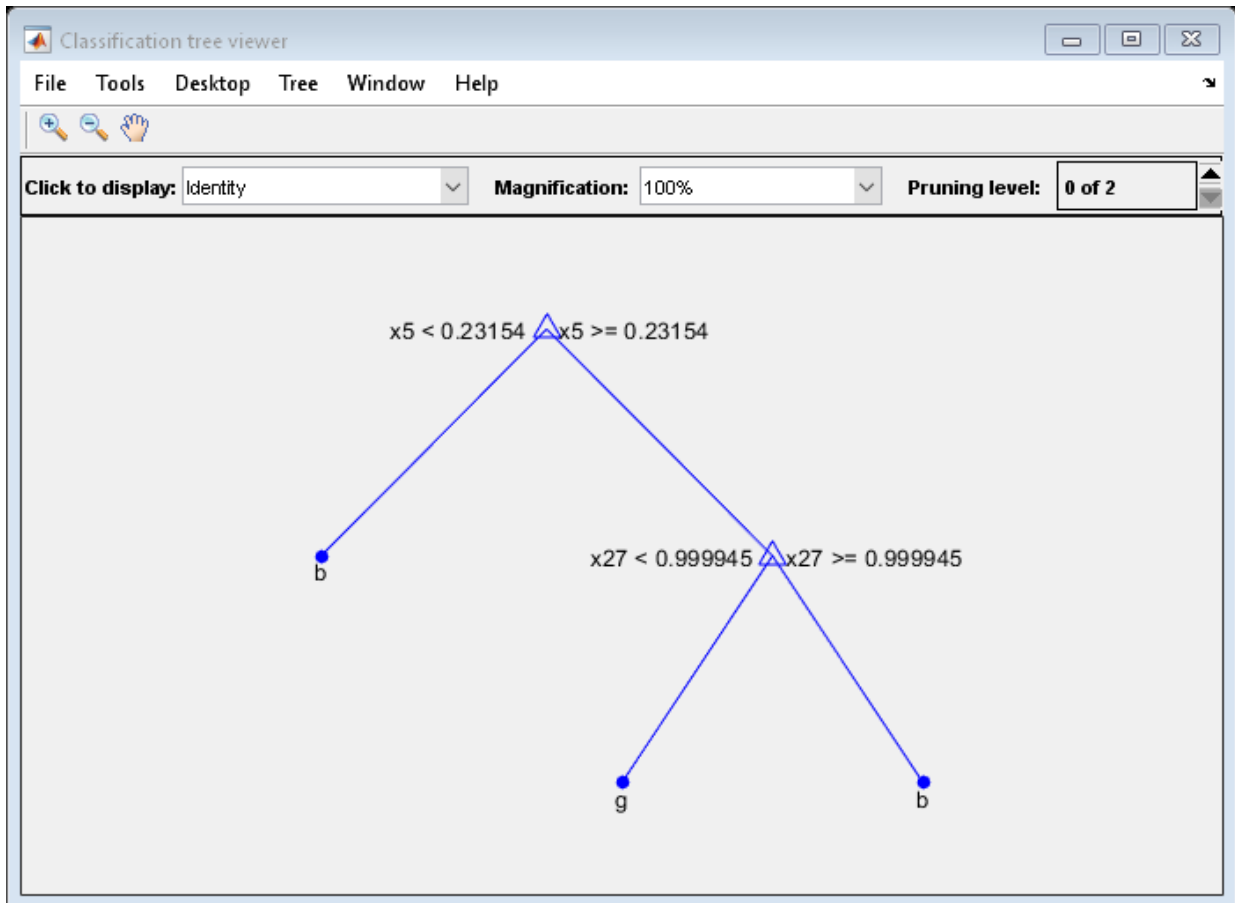 Classification tree viewer
File Tools Desktop Tree Window Help
Click to display: Identity Magnification: 100% Pruning level: 0 of 2
x5 < 0.23154 x5 >= 0.23154
b
x27 < 0.999945 x27 >= 0.999945
g
b